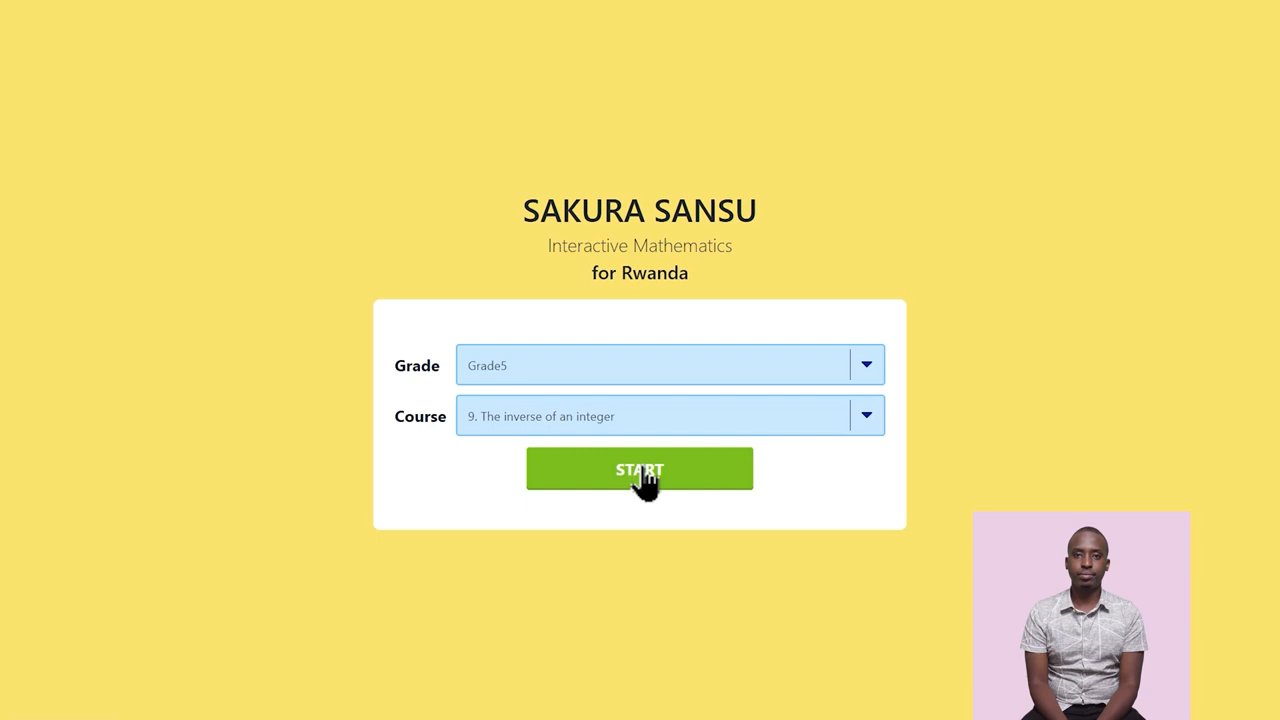 SAKURA SANSU
Interactive Mathematics
for Rwanda
Grade Grade5
Course 9. The inverse of an integer
START